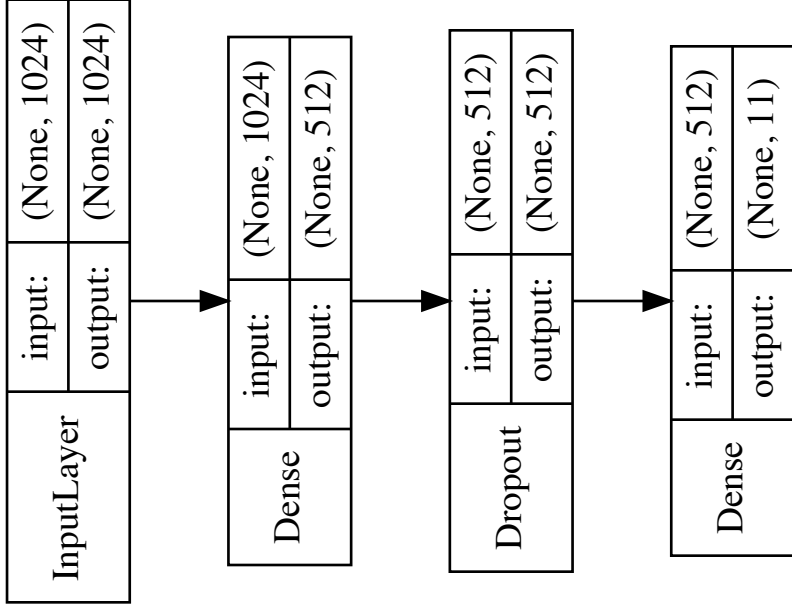 InputLayer
input: (None, 1024)
output: (None, 1024)
Dense
input: (None, 1024)
output: (None, 512)
Dropout
input: (None, 512)
output: (None, 512)
Dense
input: (None, 512)
output: (None, 11)